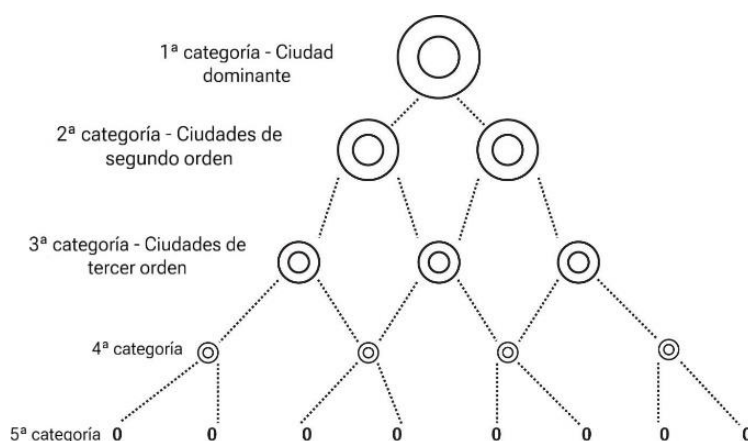 1ª categoría - Ciudad
dominante
2ª categoría - Ciudades de
segundo orden
3ª categoría - Ciudades de
tercer orden
4ª categoría
5ª categoría 0 0 0 0 0 0 0 0